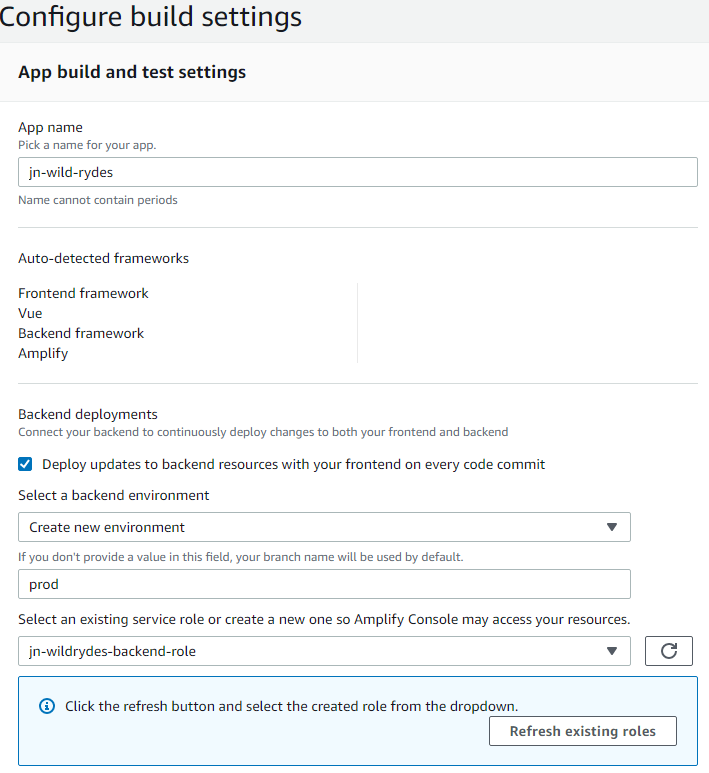 Configure build settings
App build and test settings
App name
Pick a name for your app.
jn-wild-rydes
Name cannot contain periods
Auto-detected frameworks
Frontend framework
Vue
Backend framework
Amplify
Backend deployments
Connect your backend to continuously deploy changes to both your frontend and backend
Deploy updates to backend resources with your frontend on every code commit
Select a backend environment
Create new environment
If you don't provide a value in this field, your branch name will be used by default.
prod
Select an existing service role or create a new one so Amplify Console may access your resources.
jn-wildrydes-backend-role
Click the refresh button and select the created role from the dropdown.
Refresh existing roles